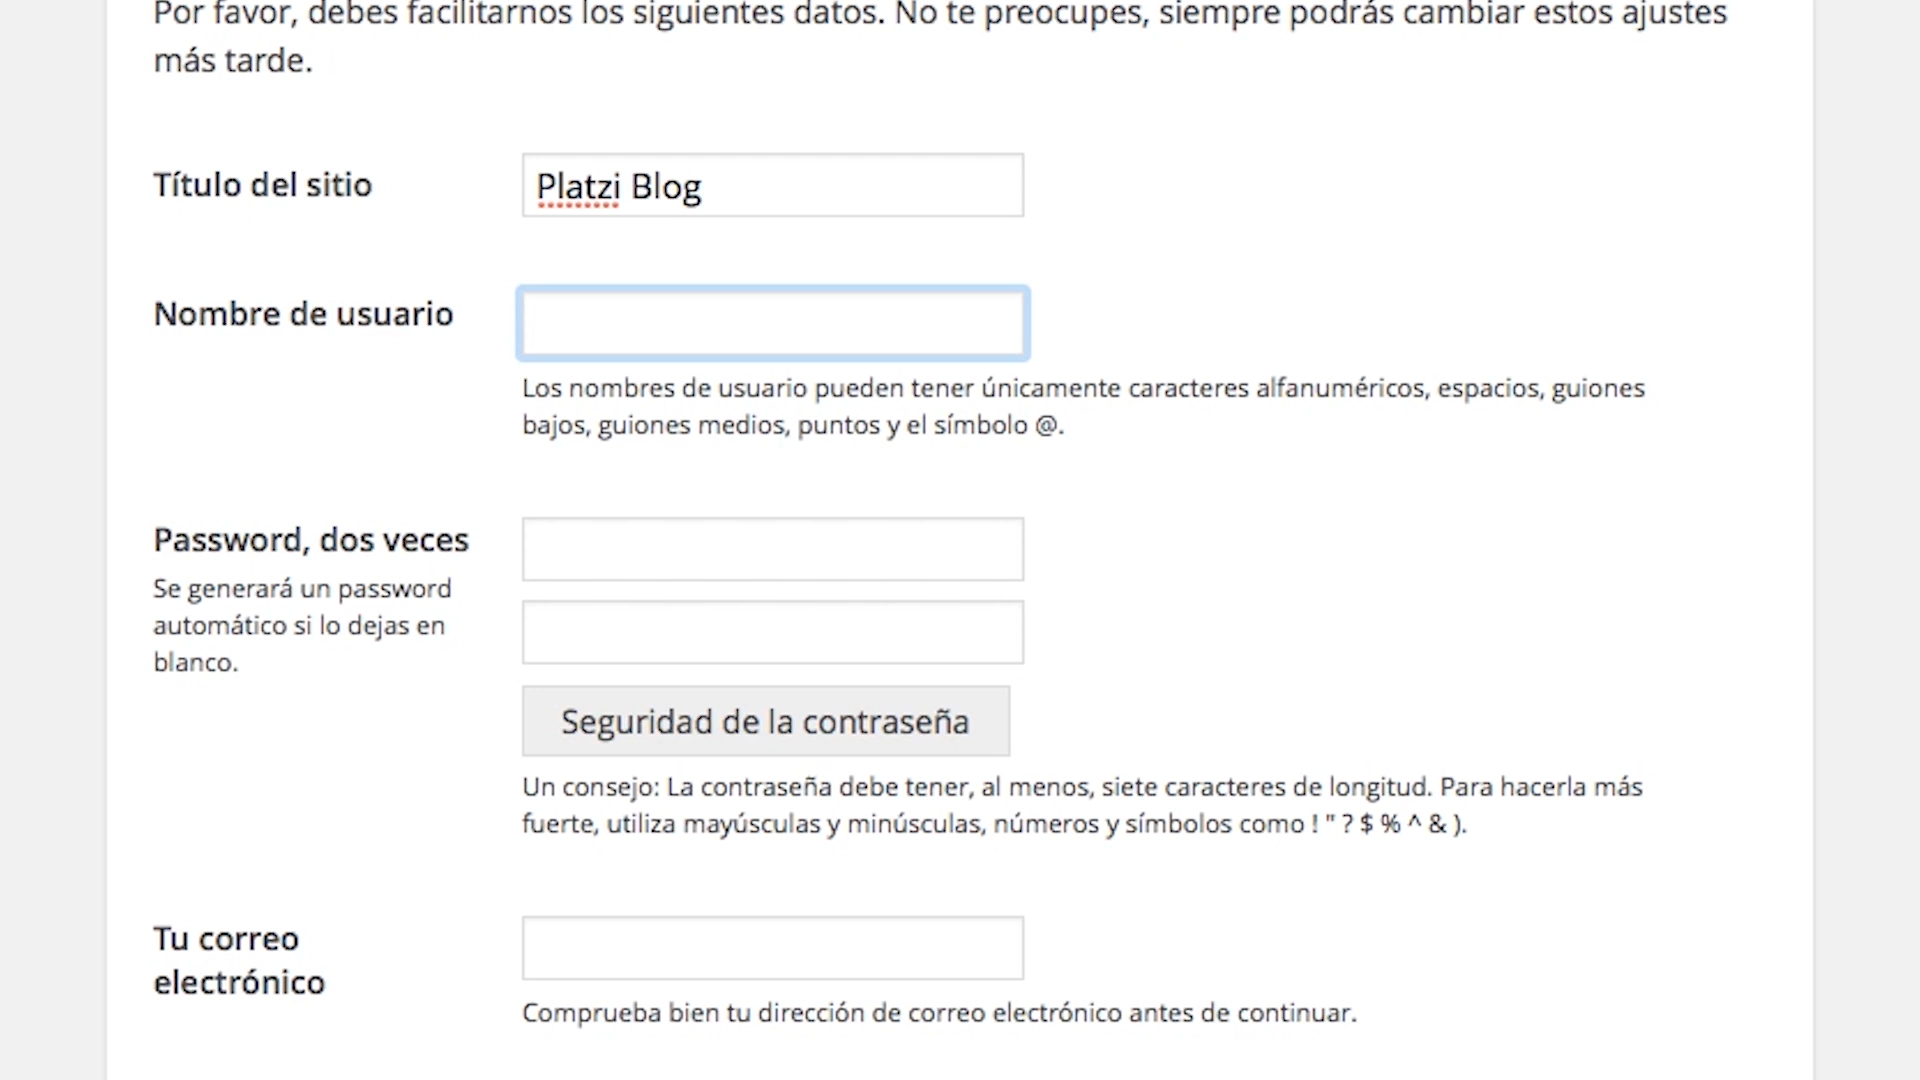 Por favor, debes facilitarnos los siguientes datos. No te preocupes, siempre podrás cambiar estos ajustes
más tarde.
Título del sitio
Platzi Blog
Nombre de usuario
Los nombres de usuario pueden tener únicamente caracteres alfanuméricos, espacios, guiones
bajos, guiones medios, puntos y el símbolo @.
Password, dos veces
Se generará un password
automático si lo dejas en
blanco.
Seguridad de la contraseña
Un consejo: La contraseña debe tener, al menos, siete caracteres de longitud. Para hacerla más
fuerte, utiliza mayúsculas y minúsculas, números y símbolos como ! " ? $ % ^ & ).
Tu correo
electrónico
Comprueba bien tu dirección de correo electrónico antes de continuar.